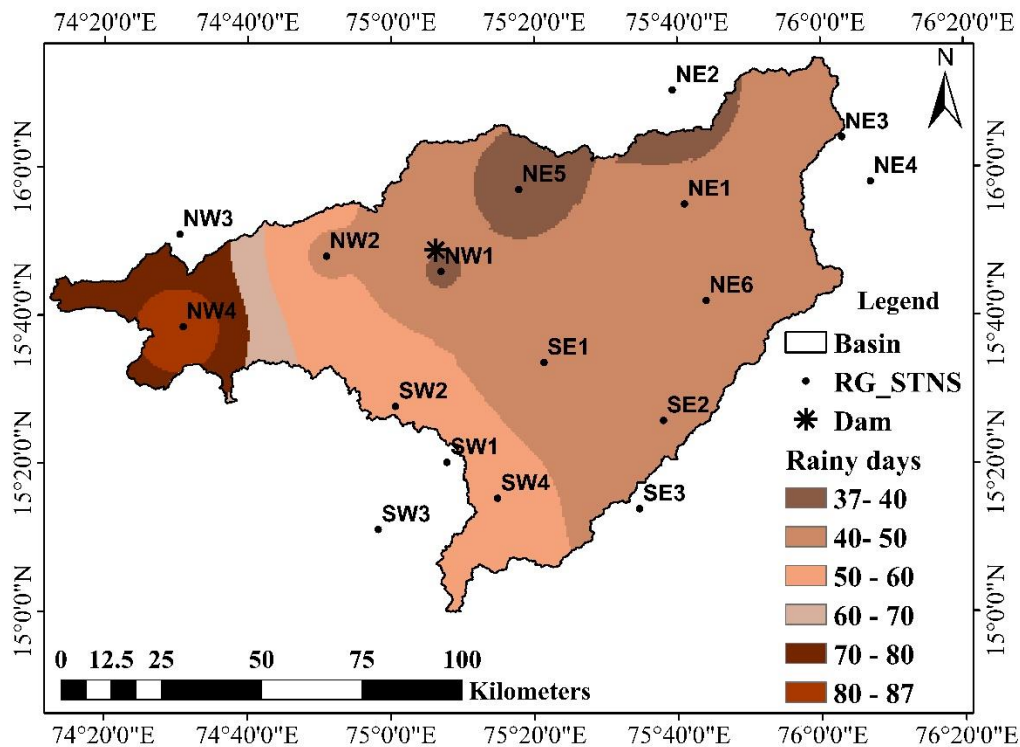 74°20'0"E 74°40'0"E 75°0'0"E 75°20'0"E 75°40'0"E 76°0'0"E 76°20'0"E
N
NE2
NE3
16°0'0"N
NE5
NE4
16°0'0"N
NE1
NW3
NW2
NW1
NE6
Legend
15°40'0"N
NW4
15°40'0"N
SE1
Basin
RG_STNS
SW2
SE2
Dam
15°20'0"N
SW1
Rainy days
15°20'0"N
SW4
37- 40
SE3
SW3
40- 50
50 - 60
15°0'0"N
60 - 70
15°0'0"N
70 - 80
0 12.5 25 50 75 100
Kilometers
80 - 87
74°20'0"E 74°40'0"E 75°0'0"E 75°20'0"E 75°40'0"E 76°0'0"E 76°20'0"E